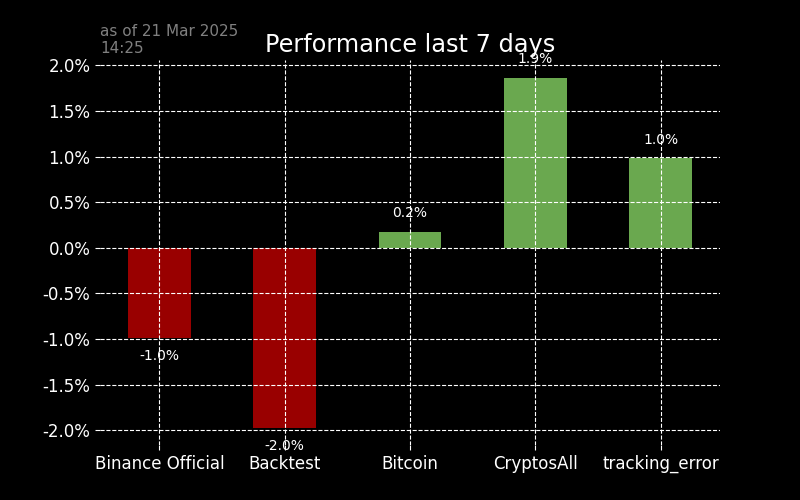 as of 21 Mar 2025
14:25
Performance last 7 days
2.0%
1.5%
1.0%
0.5%
0.0%
-0.5%
-1.0%
-1.5%
-2.0%
-1.0%
-2.0%
0.2%
1.9%
1.0%
Binance Official
Backtest
Bitcoin
CryptosAll
tracking_error